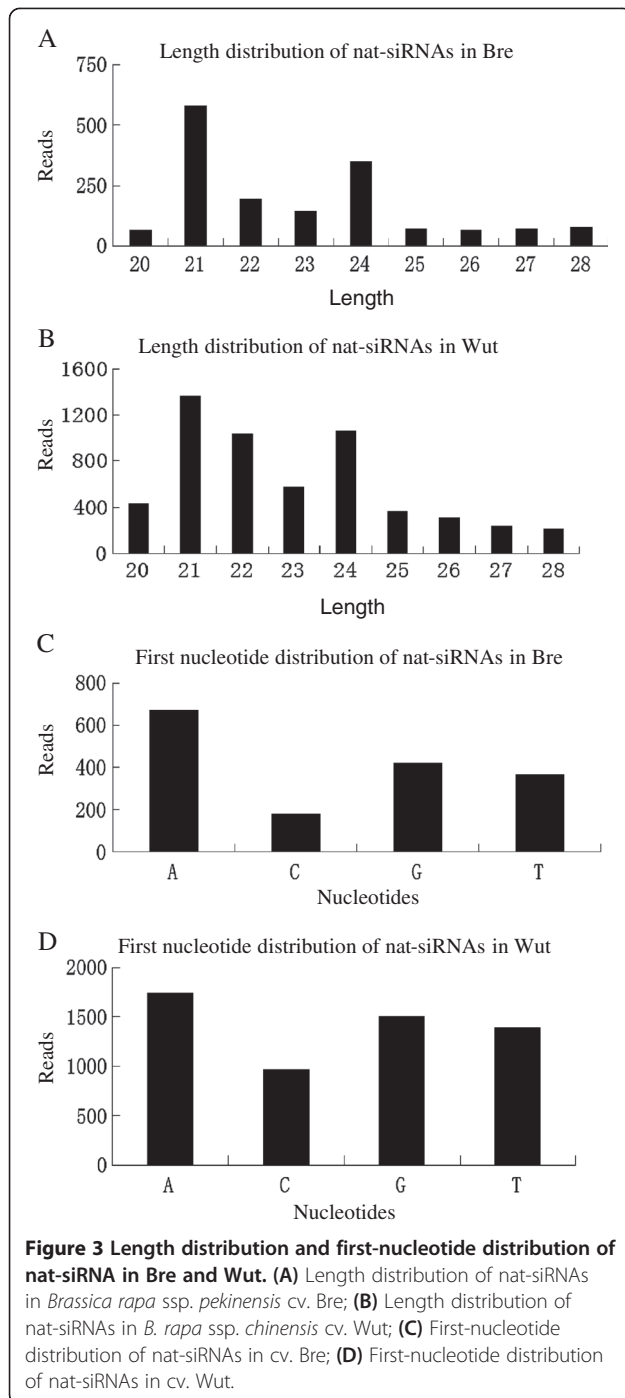 A
Length distribution of nat-siRNAs in Bre
750
500
250
0
Reads
20 21 22 23 24 25 26 27 28
Length
B
Length distribution of nat-siRNAs in Wut
1600
1200
800
400
0
Reads
20 21 22 23 24 25 26 27 28
Length
C
First nucleotide distribution of nat-siRNAs in Bre
800
600
400
200
0
Reads
A C G T
Nucleotides
D
First nucleotide distribution of nat-siRNAs in Wut
2000
1500
1000
500
0
Reads
A C G T
Nucleotides
Figure 3 Length distribution and first-nucleotide distribution of
nat-siRNA in Bre and Wut. (A) Length distribution of nat-siRNAs
in Brassica rapa ssp. pekinensis cv. Bre; (B) Length distribution of
nat-siRNAs in B. rapa ssp. chinensis cv. Wut; (C) First-nucleotide
distribution of nat-siRNAs in cv. Bre; (D) First-nucleotide distribution
of nat-siRNAs in cv. Wut.